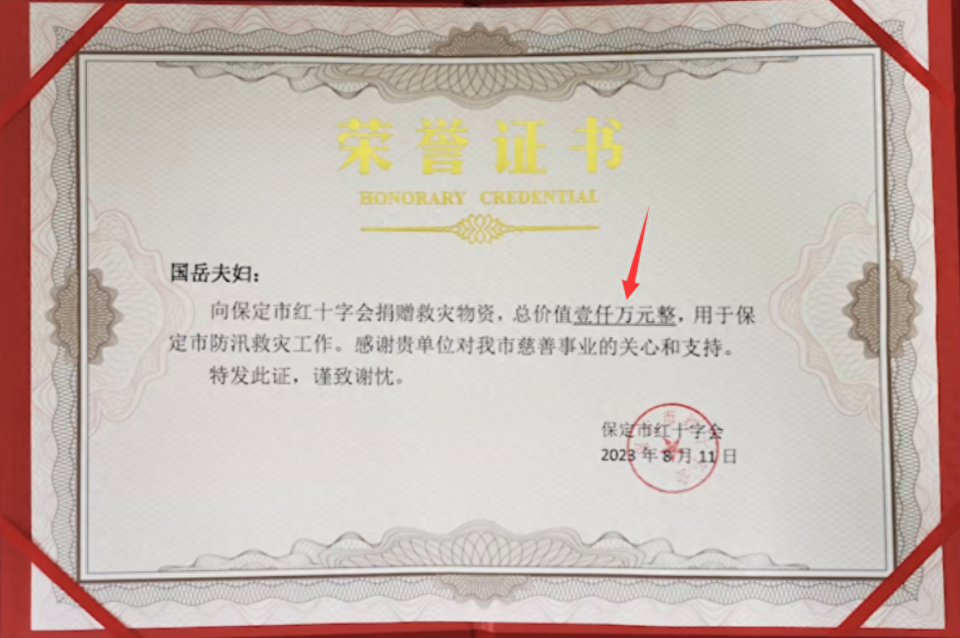 荣誉证书
HONORARY CREDENTIAL
国岳夫妇：
向保定市红十字会捐赠救灾物资，总价值壹仟万元整，用于保
定市防汛救灾工作。感谢贵单位对我市慈善事业的关心和支持。
特发此证，谨致谢忱。
保定市红十字会
2023 年 8 月 11 日